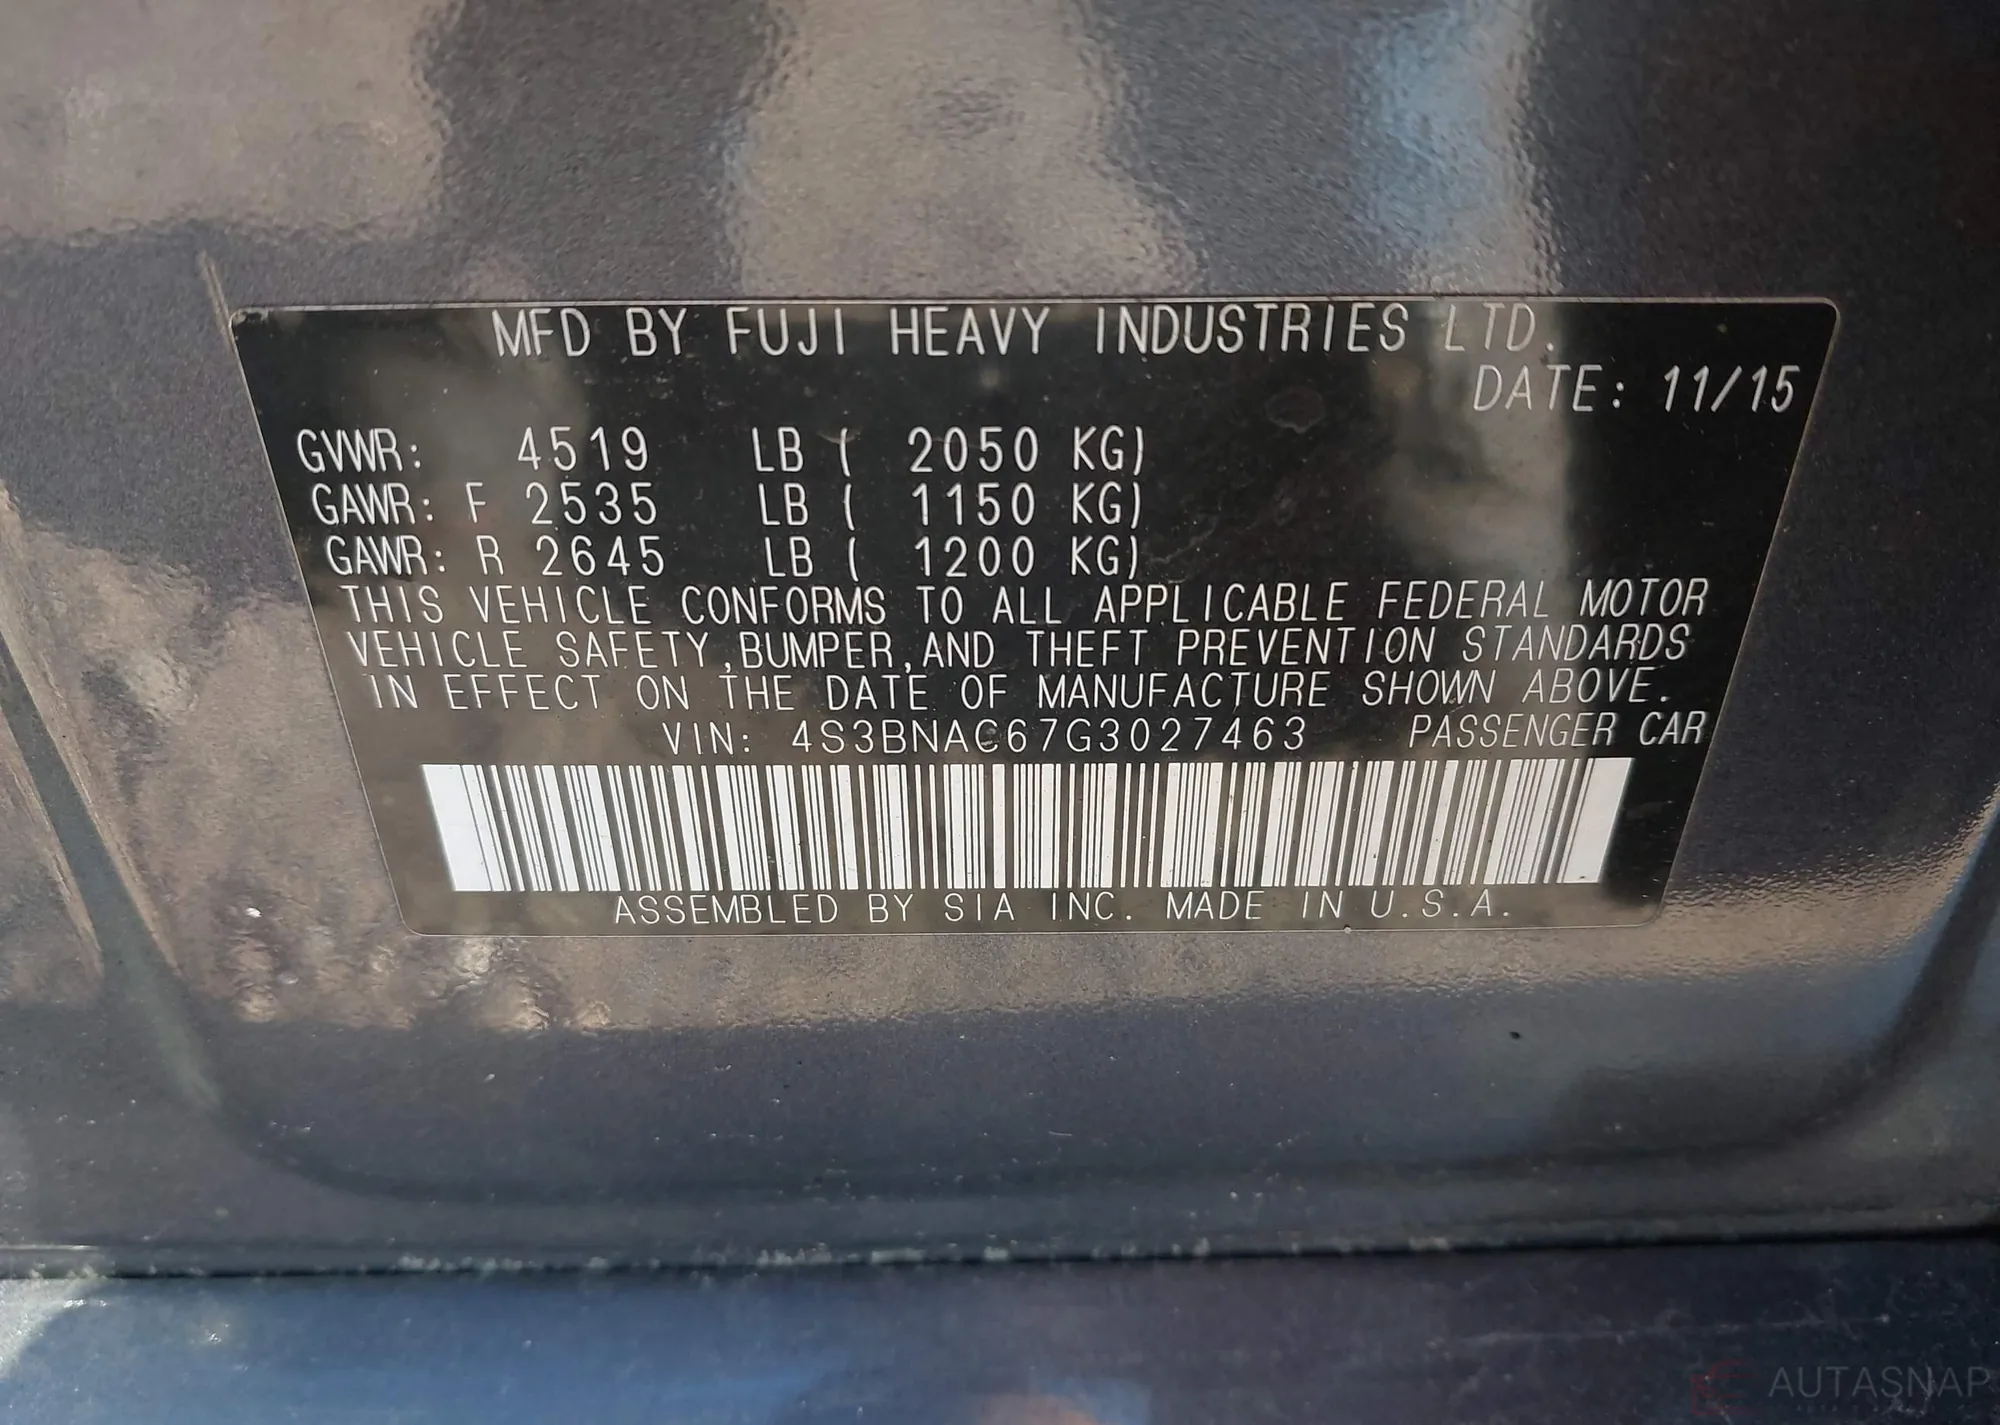 MFD BY FUJI HEAVY INDUSTRIES LTD.
DATE: 11/15
GVWR: 4519 LB ( 2050 KG)
GAWR: F 2535 LB ( 1150 KG)
GAWR: R 2645 LB ( 1200 KG)
THIS VEHICLE CONFORMS TO ALL APPLICABLE FEDERAL MOTOR
VEHICLE SAFETY,BUMPER,AND THEFT PREVENTION STANDARDS
IN EFFECT ON THE DATE OF MANUFACTURE SHOWN ABOVE.
VIN: 4S3BNAC67G3027463 PASSENGER CAR
ASSEMBLED BY SIA INC. MADE IN U.S.A.
AUTASNAP